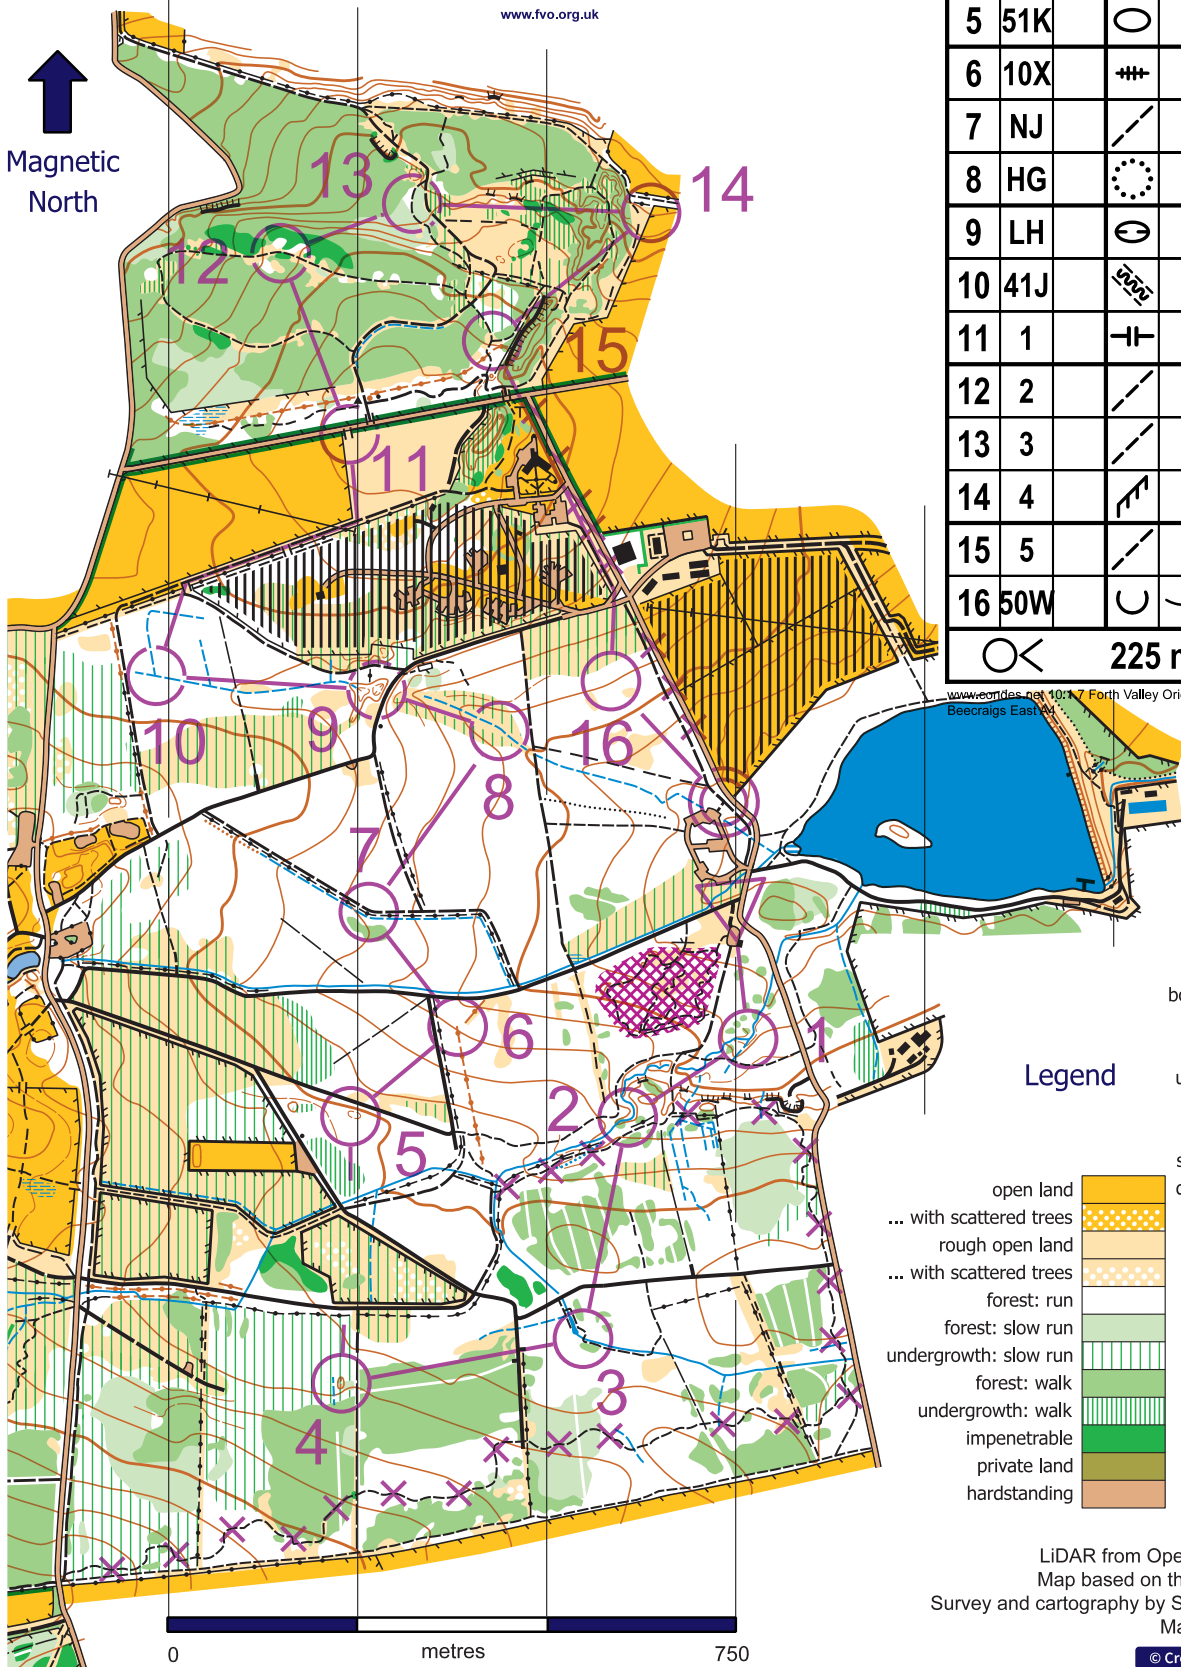 www.fvo.org.uk
Magnetic
North
5 51K
6 10X
7 NJ
8 HG
9 LH
10 41J
11 1
12 2
13 3
14 4
15 5
16 50W
225 m
www.condes.net 10.1.7 Forth Valley Orie
Beecraigs East A4
13
14
12
15
11
10
9
16
8
7
6
1
2
5
3
4
Legend
open land
... with scattered trees
rough open land
... with scattered trees
forest: run
forest: slow run
undergrowth: slow run
forest: walk
undergrowth: walk
impenetrable
private land
hardstanding
LiDAR from Ope
Map based on th
Survey and cartography by S
Ma
© Cr
0 metres 750